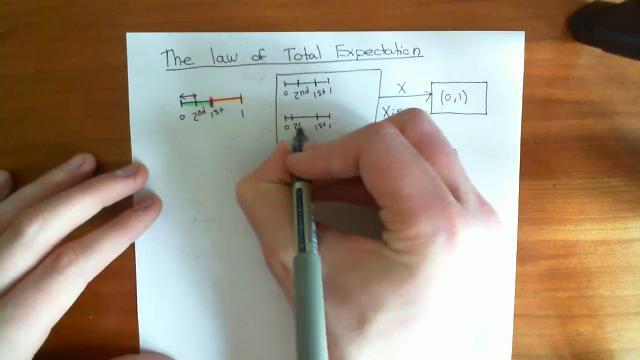 The law of Total Expectation
0 2nd 1st 1
0 2nd 1st 1
X
(0,1)
0 1st 1